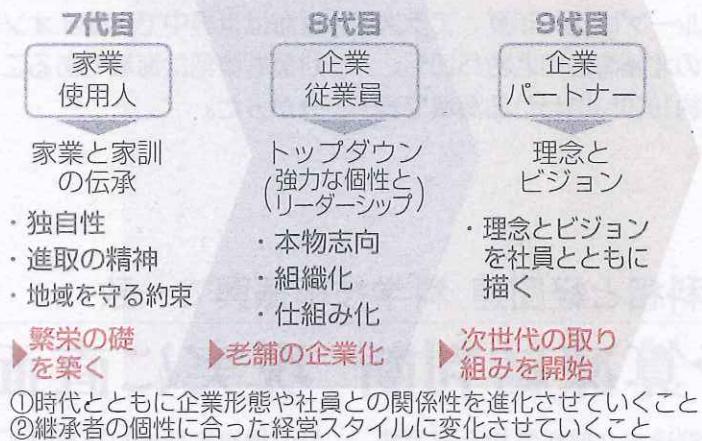 7代目
家業
使用人
家業と家訓
の伝承
・独自性
・進取の精神
・地域を守る約束
▶繁栄の礎
を築く
8代目
企業
従業員
トップダウン
(強力な個性と
リーダーシップ)
・本物志向
・組織化
・仕組み化
▶老舗の企業化
9代目
企業
パートナー
理念と
ビジョン
・理念とビジョン
を社員とともに
描く
▶次世代の取り
組みを開始
①時代とともに企業形態や社員との関係性を進化させていくこと
②継承者の個性に合った経営スタイルに変化させていくこと